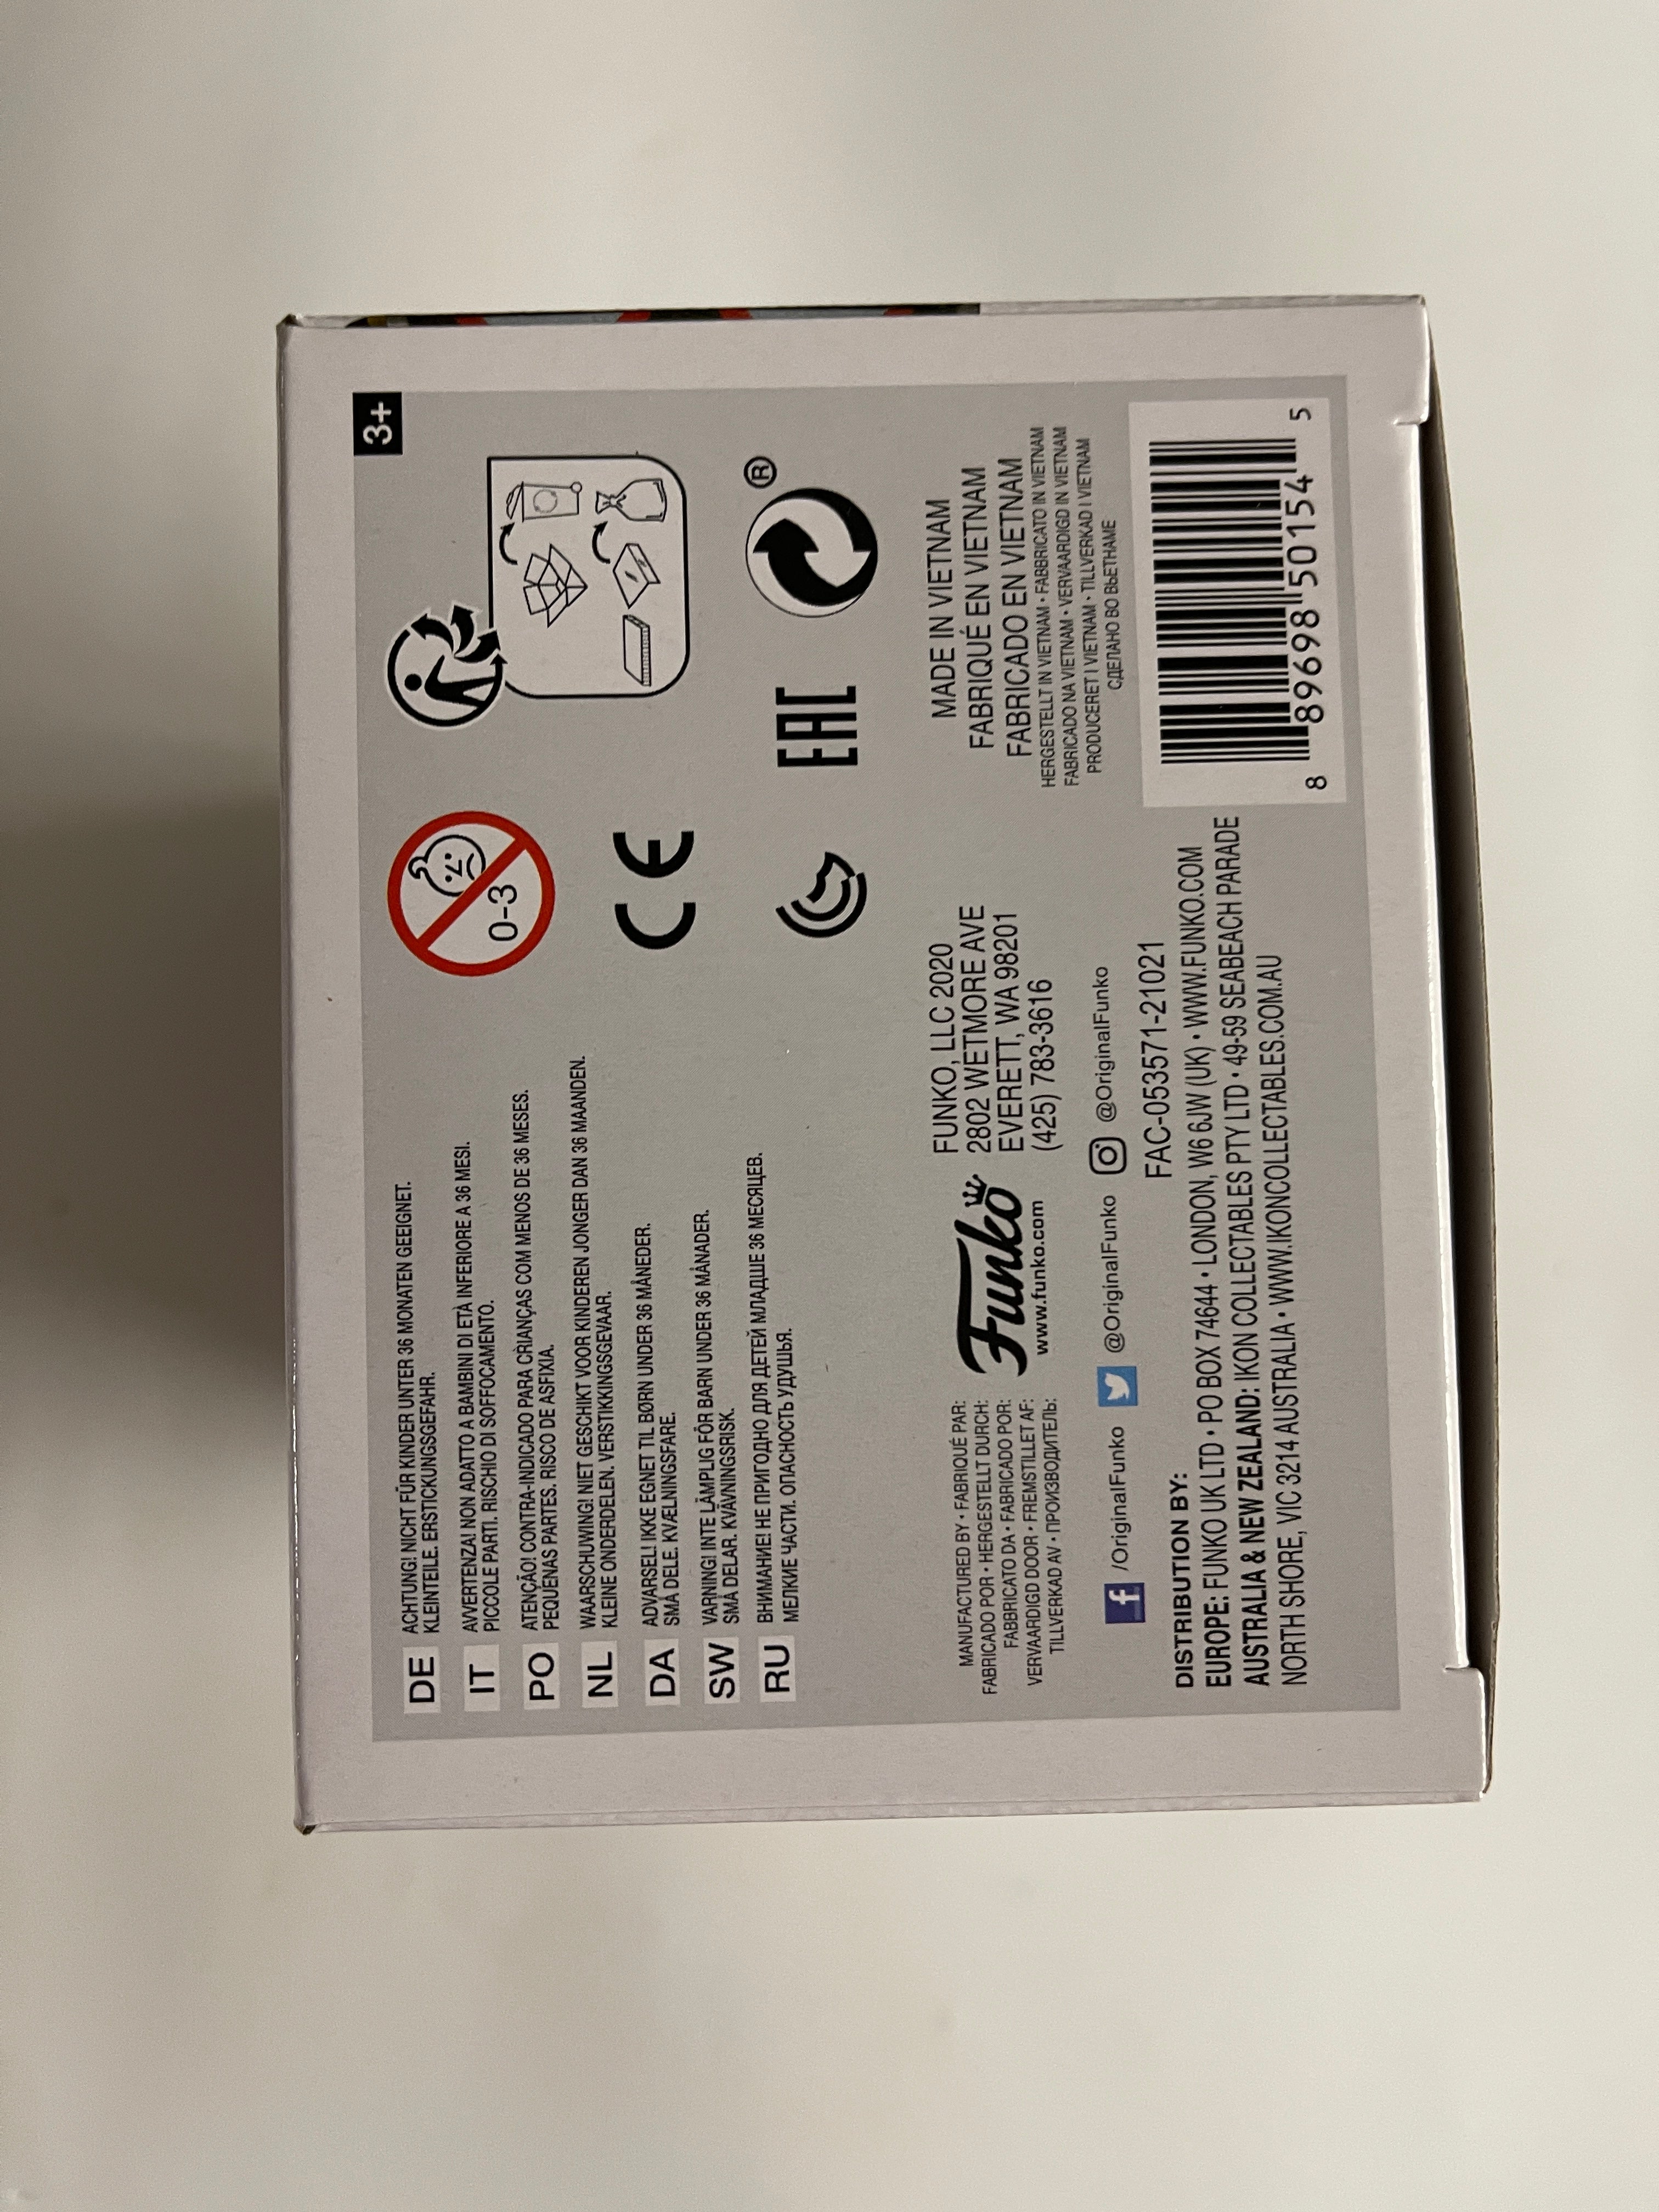 3+
DE
ACHTUNG! NICHT FÜR KINDER UNTER 36 MONATEN GEEIGNET.
KLEINTEILE. ERSTICKUNGSGEFAHR.
IT
AVVERTENZA! NON ADATTO A BAMBINI DI ETÀ INFERIORE A 36 MESI.
PICCOLE PARTI. RISCHIO DI SOFFOCAMENTO.
PO
ATENÇÃO! CONTRA-INDICADO PARA CRIANÇAS COM MENOS DE 36 MESES.
PEQUENAS PARTES. RISCO DE ASFIXIA.
NL
WAARSCHUWING! NIET GESCHIKT VOOR KINDEREN JONGER DAN 36 MAANDEN.
KLEINE ONDERDELEN. VERSTIKKINGSGEVAAR.
DA
ADVARSEL! IKKE EGNET TIL BØRN UNDER 36 MÅNEDER.
SMÅ DELE. KVÆLNINGSFARE.
SW
VARNING! INTE LÄMPLIG FÖR BARN UNDER 36 MÅNADER.
SMÅ DELAR. KVÄVNINGSRISK.
RU
ВНИМАНИЕ! НЕ ПРИГОДНО ДЛЯ ДЕТЕЙ МЛАДШЕ 36 МЕСЯЦЕВ.
МЕЛКИЕ ЧАСТИ. ОПАСНОСТЬ УДУШЬЯ.
0-3
CE
EAC
®
MANUFACTURED BY • FABRIQUÉ PAR:
FABRICADO POR • HERGESTELLT DURCH:
FABBRICATO DA • FABRICADO POR:
VERVAARDIGD DOOR • FREMSTILLET AF:
TILLVERKAD AV • ПРОИЗВОДИТЕЛЬ:
Funko
www.funko.com
FUNKO, LLC 2020
2802 WETMORE AVE
EVERETT, WA 98201
(425) 783-3616
f /OriginalFunko @OriginalFunko @OriginalFunko
FAC-053571-21021
DISTRIBUTION BY:
EUROPE: FUNKO UK LTD • PO BOX 74644 • LONDON, W6 6JW (UK) • WWW.FUNKO.COM
AUSTRALIA & NEW ZEALAND: IKON COLLECTABLES PTY LTD • 49-59 SEABEACH PARADE
NORTH SHORE, VIC 3214 AUSTRALIA • WWW.IKONCOLLECTABLES.COM.AU
MADE IN VIETNAM
FABRIQUÉ EN VIETNAM
FABRICADO EN VIETNAM
HERGESTELLT IN VIETNAM • FABBRICATO IN VIETNAM
FABRICADO NA VIETNAM • VERVAARDIGD IN VIETNAM
PRODUCERET I VIETNAM • TILLVERKAD I VIETNAM
СДЕЛАНО ВО ВЬЕТНАМЕ
8 89698 50154 5